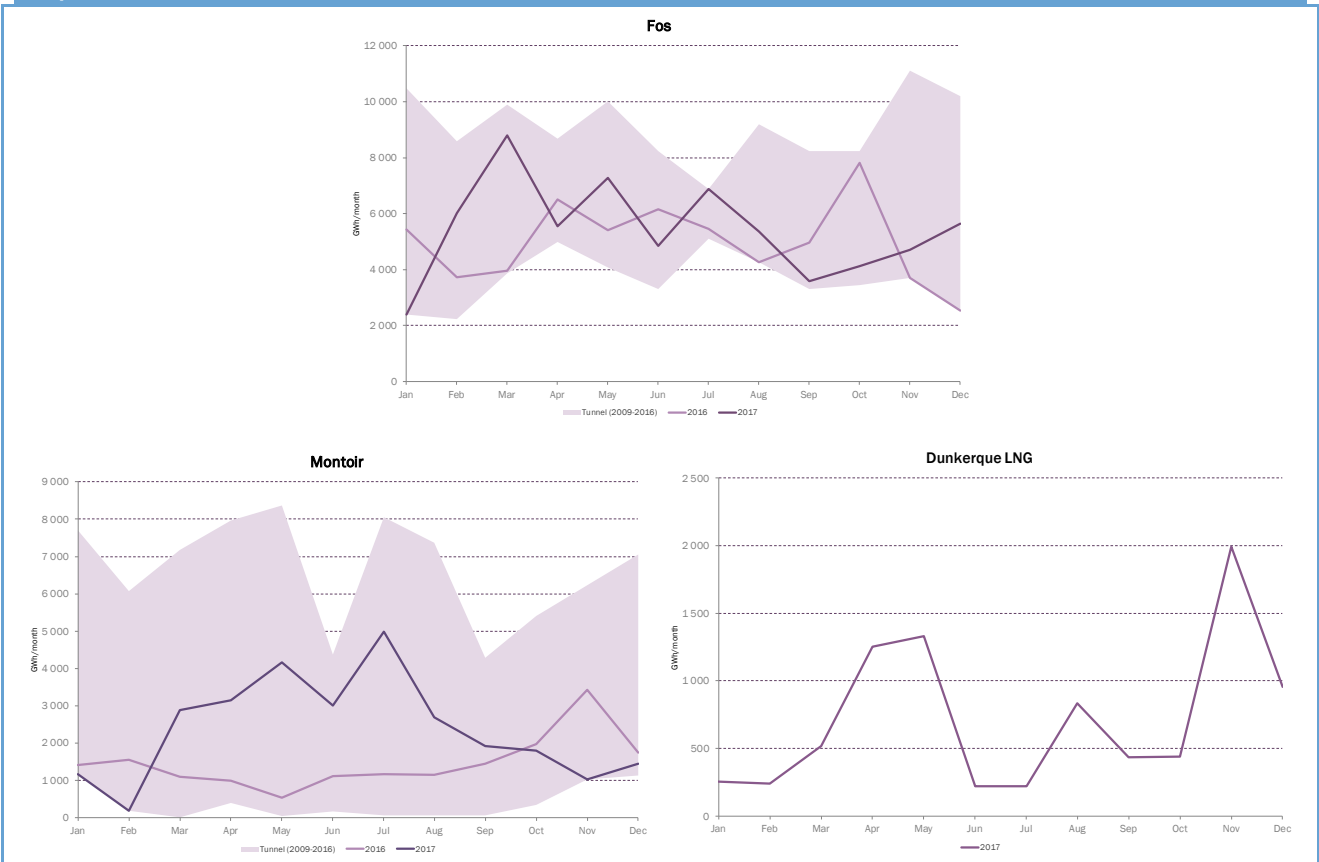 Fos
12 000
10 000
8 000
6 000
4 000
2 000
0
GWh/month
Jan Feb Mar Apr May Jun Jul Aug Sep Oct Nov Dec
Tunnel (2009-2016) 2016 2017
Montoir
9 000
8 000
7 000
6 000
5 000
4 000
3 000
2 000
1 000
0
GWh/month
Jan Feb Mar Apr May Jun Jul Aug Sep Oct Nov Dec
Tunnel (2009-2016) 2016 2017
Dunkerque LNG
2 500
2 000
1 500
1 000
500
0
GWh/month
Jan Feb Mar Apr May Jun Jul Aug Sep Oct Nov Dec
2017